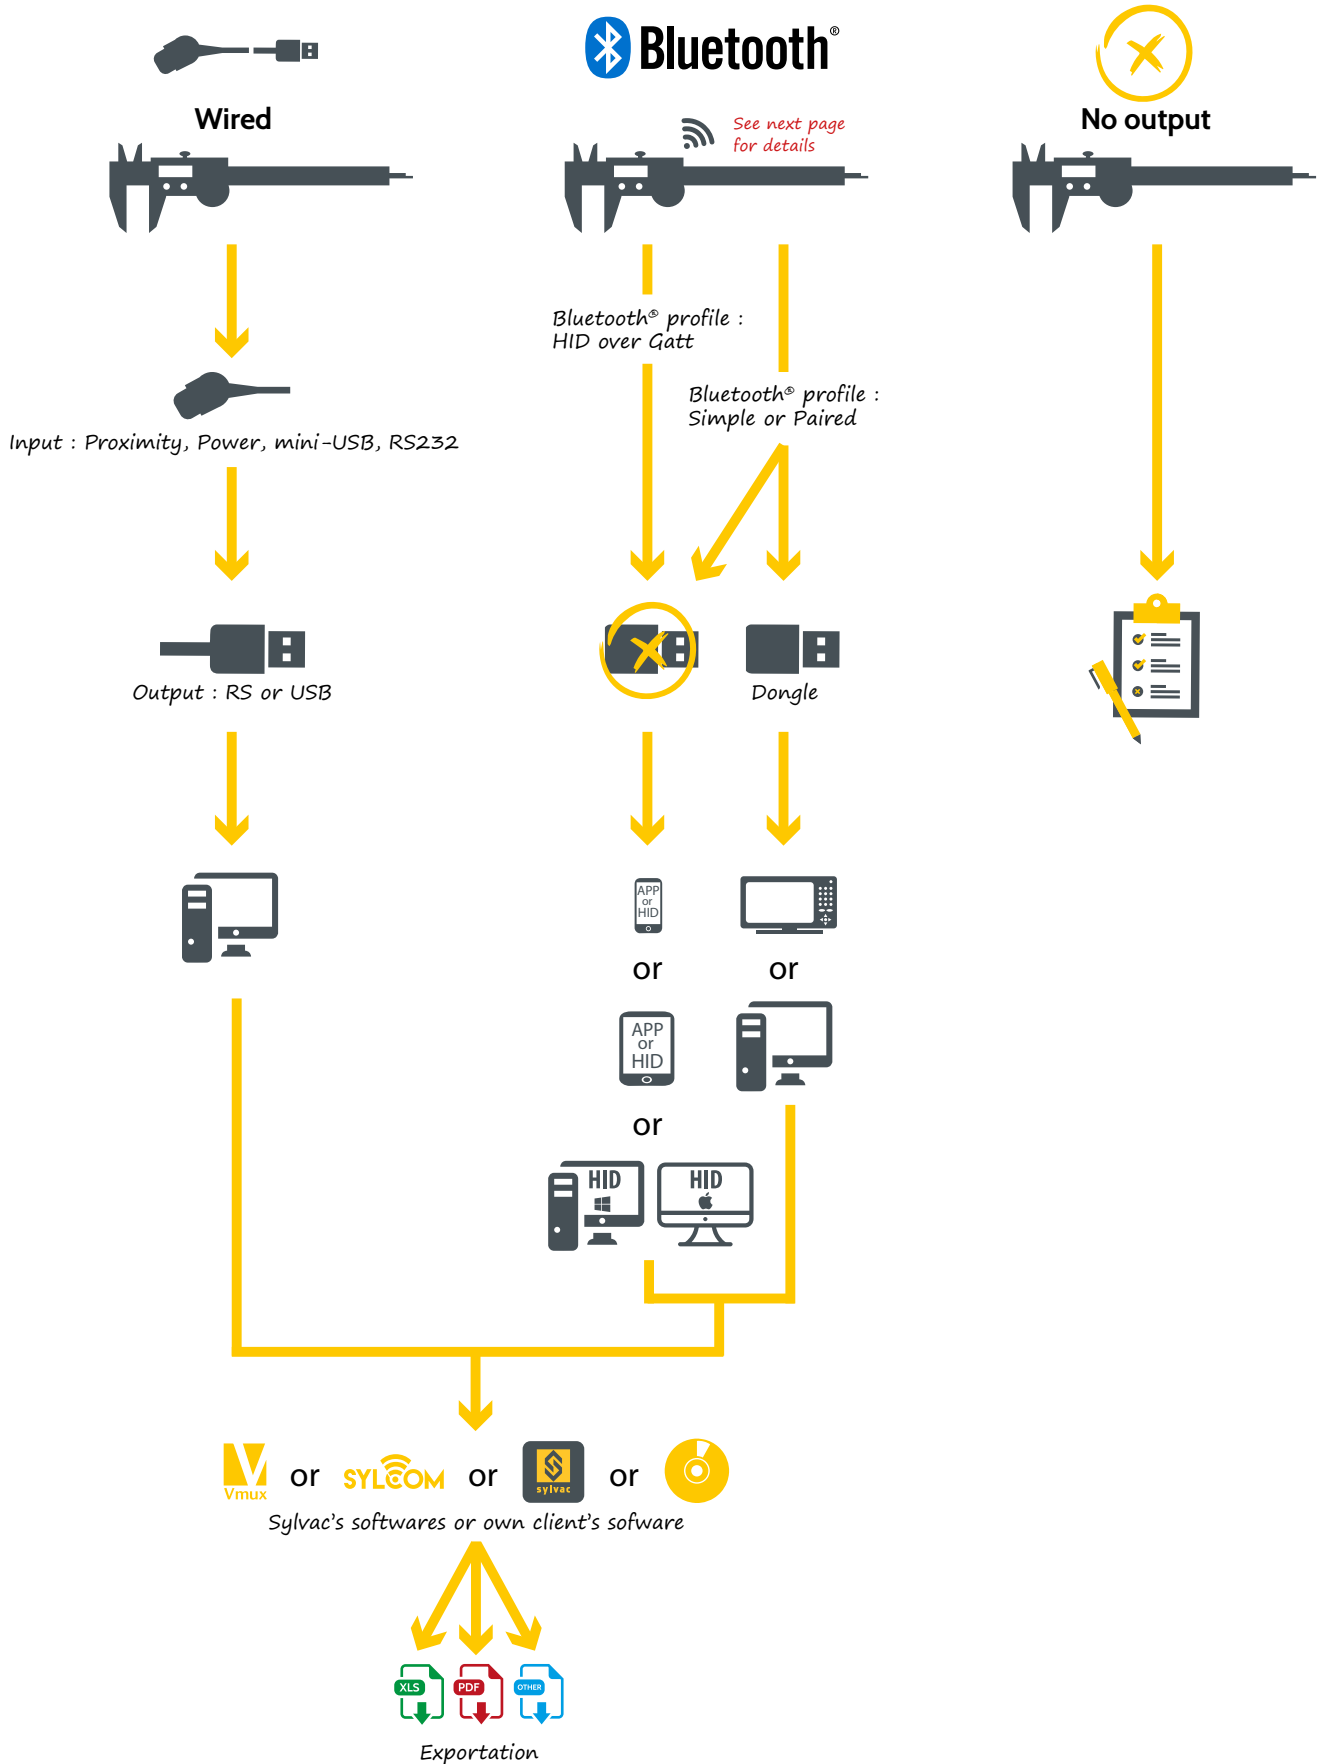 Bluetooth®
Wired
See next page
for details
No output
Bluetooth® profile :
HID over Gatt
Bluetooth® profile :
Simple or Paired
Input : Proximity, Power, mini-USB, RS232
Output : RS or USB
Dongle
APP
or
HID
or
or
APP
or
HID
or
HID
HID
Vmux
or
SYLCOM
or
sylvac
or
Sylvac's softwares or own client's sofware
XLS
PDF
OTHER
Exportation